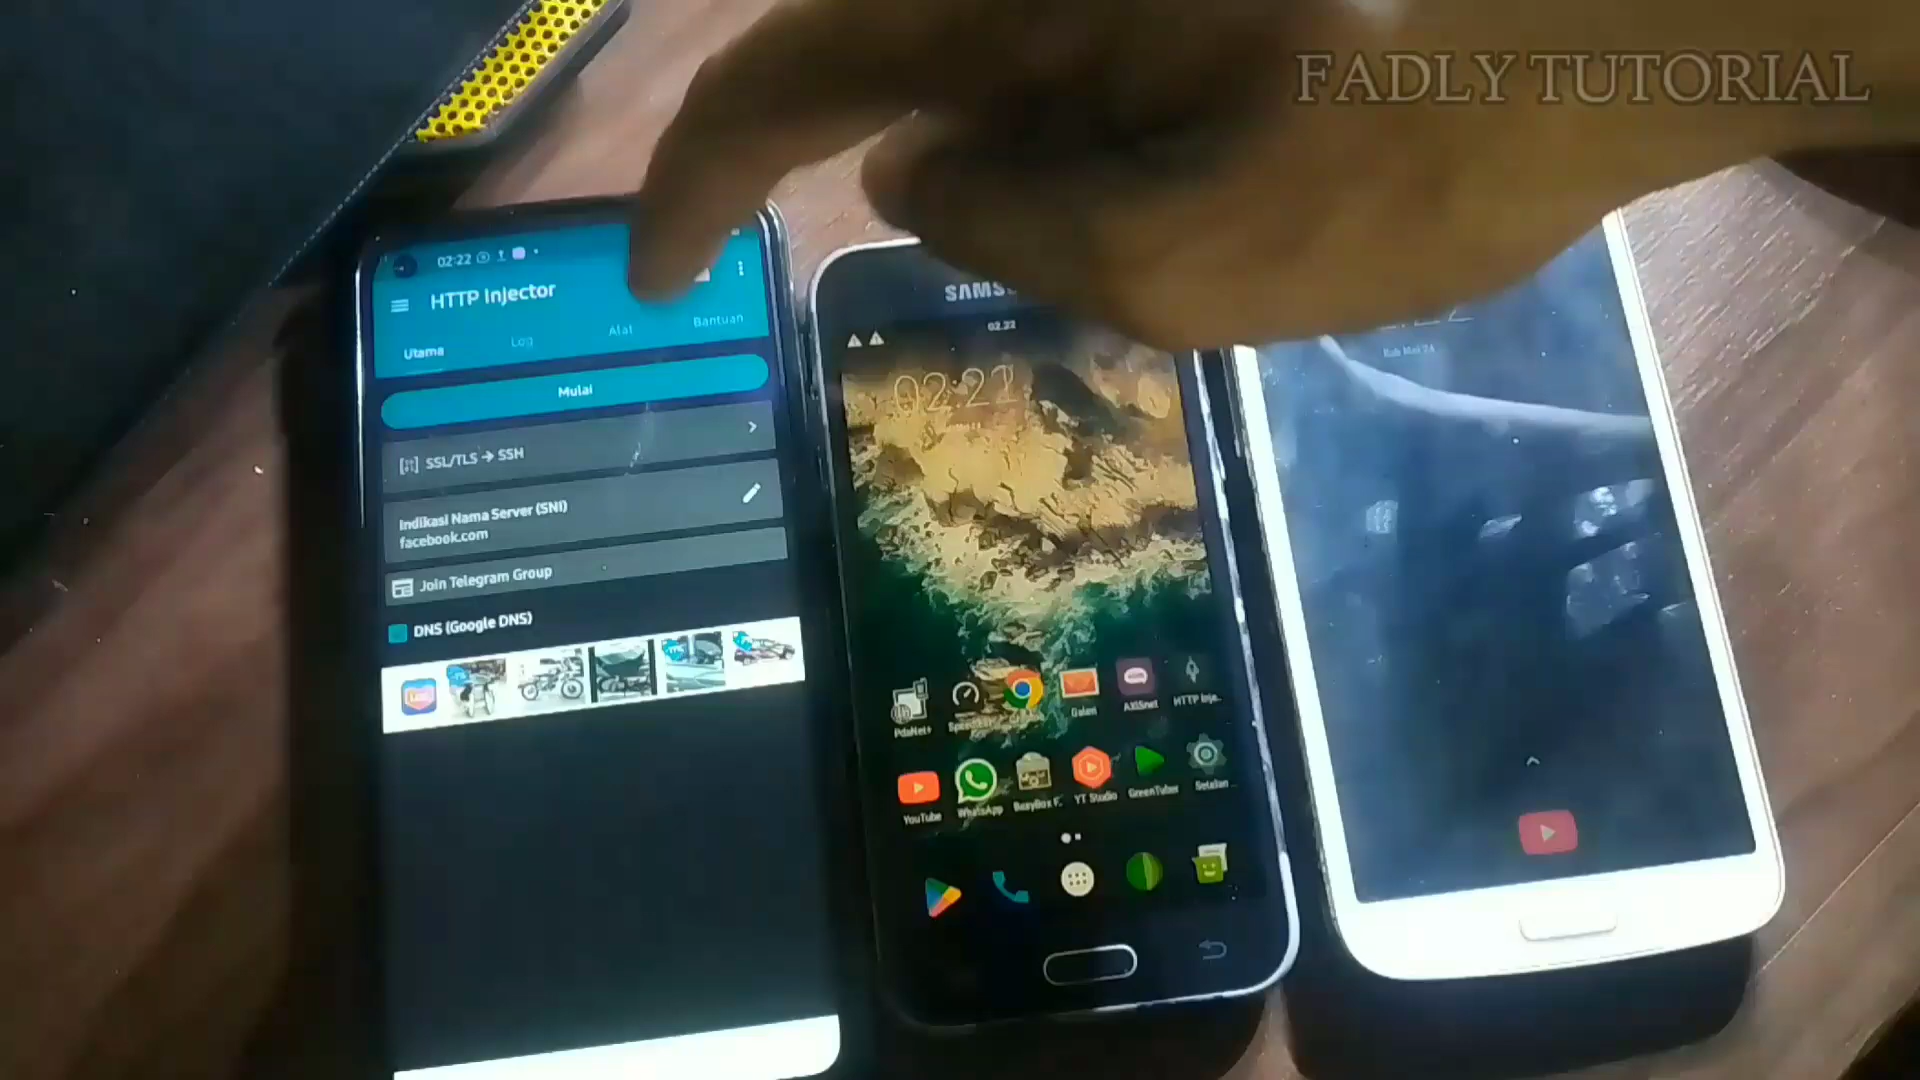 FADLY TUTORIAL
02:22
HTTP Injector
Utama
Log
Alat
Bantuan
Mulai
SSL/TLS → SSH
Indikasi Nama Server (SNI)
facebook.com
Join Telegram Group
DNS (Google DNS)
SAMS
02.22
02:22
PdaNet+
Chrome
Galeri
AXISnet
HTTP Inje..
YouTube
WhatsApp
BusyBox F..
YT Studio
GreenTuber
Setelan